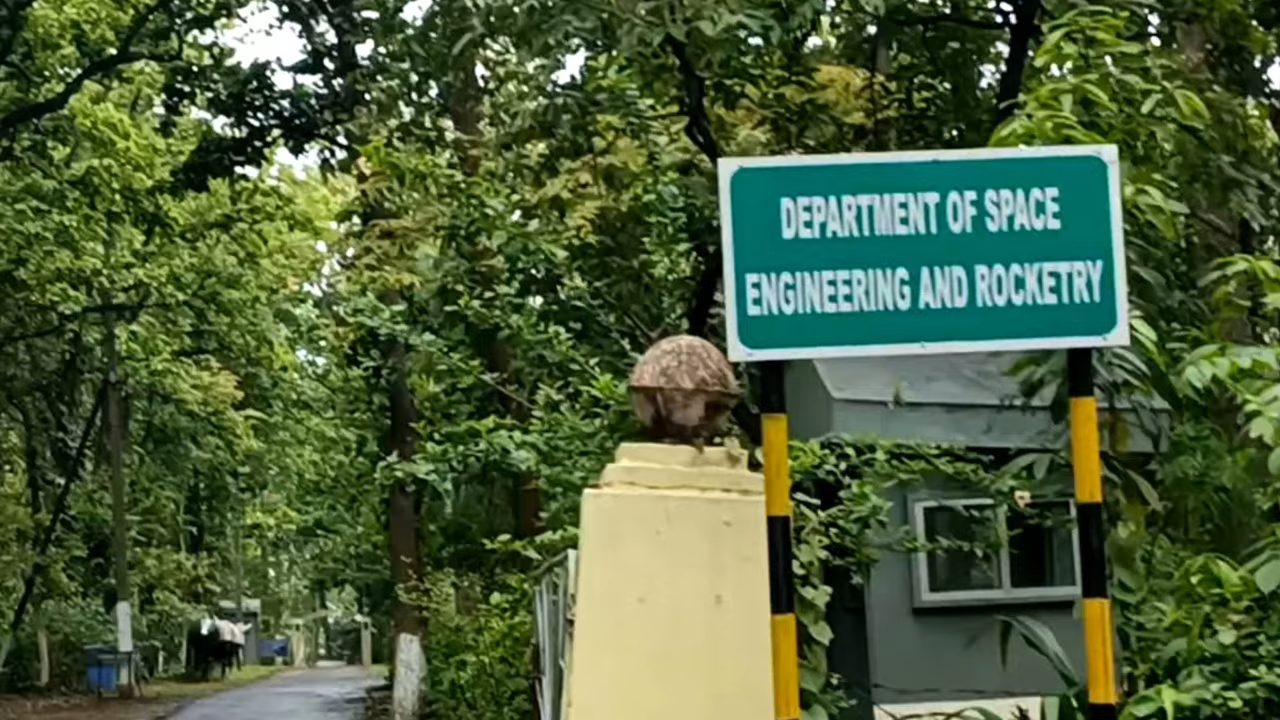 DEPARTMENT OF SPACE
ENGINEERING AND ROCKETRY